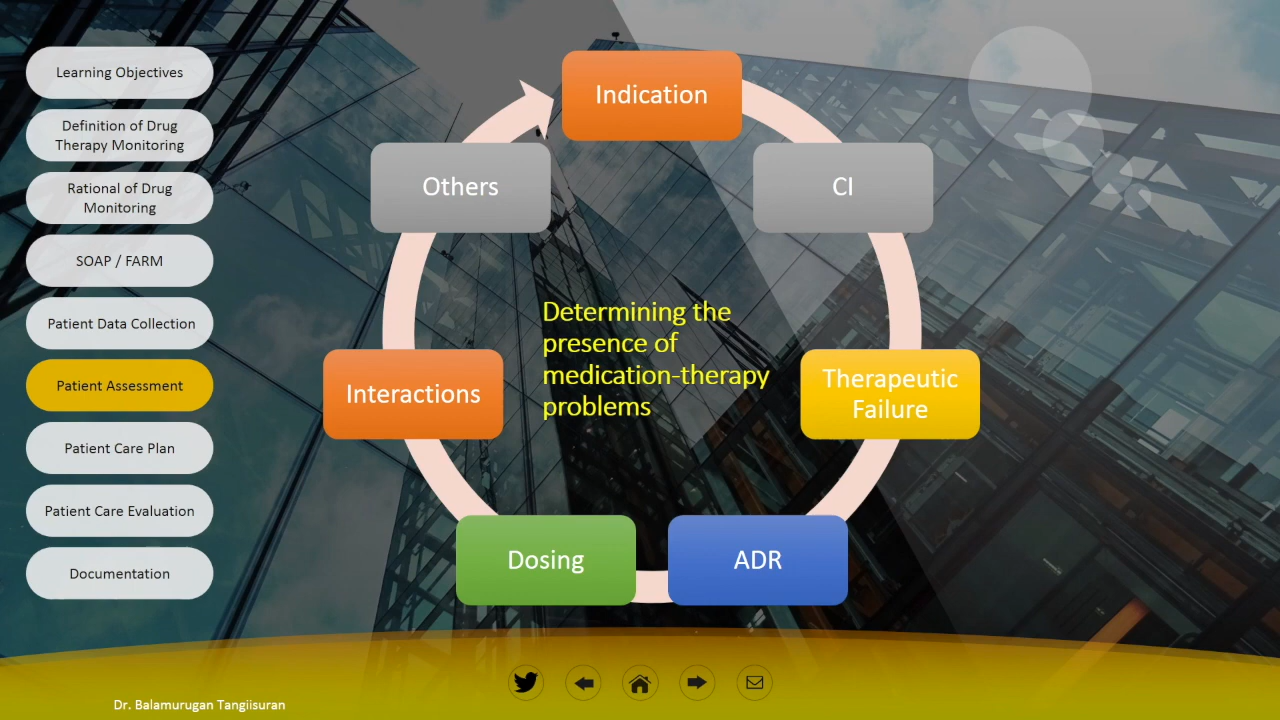 Learning Objectives
Definition of Drug
Therapy Monitoring
Rational of Drug
Monitoring
SOAP / FARM
Patient Data Collection
Patient Assessment
Patient Care Plan
Patient Care Evaluation
Documentation
Indication
CI
Therapeutic
Failure
ADR
Dosing
Interactions
Others
Determining the
presence of
medication-therapy
problems
Dr. Balamurugan Tangiisuran